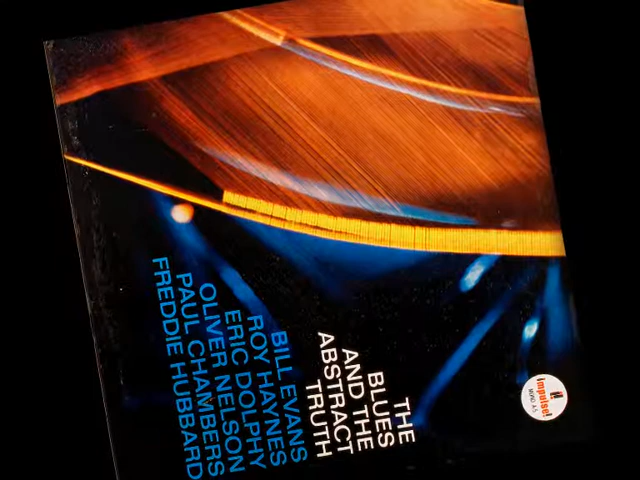 THE
BLUES
AND THE
ABSTRACT
TRUTH
BILL EVANS
ROY HAYNES
ERIC DOLPHY
OLIVER NELSON
PAUL CHAMBERS
FREDDIE HUBBARD
impulse!